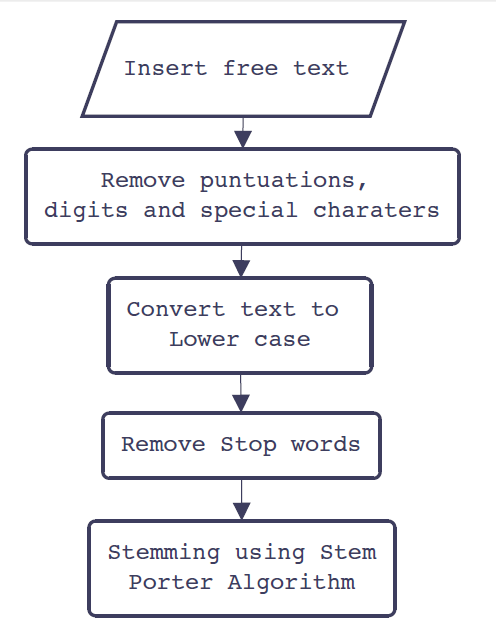 Insert free text
Remove puntuations,
digits and special charaters
Convert text to
Lower case
Remove Stop words
Stemming using Stem
Porter Algorithm